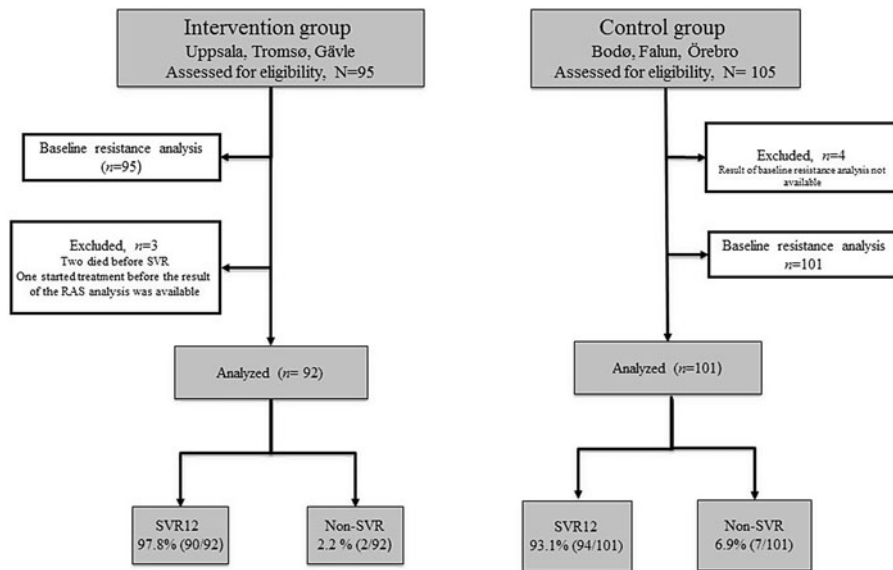 Intervention group
Uppsala, Tromsø, Gävle
Assessed for eligibility, N=95
Baseline resistance analysis
(n=95)
Excluded, n=3
Two died before SVR
One started treatment before the result
of the RAS analysis was available
Analyzed (n= 92)
SVR12
97.8% (90/92)
Non-SVR
2.2 % (2/92)
Control group
Bodø, Falun, Örebro
Assessed for eligibility, N= 105
Excluded, n=4
Result of baseline resistance analysis not
available
Baseline resistance analysis
n=101
Analyzed (n=101)
SVR12
93.1% (94/101)
Non-SVR
6.9% (7/101)